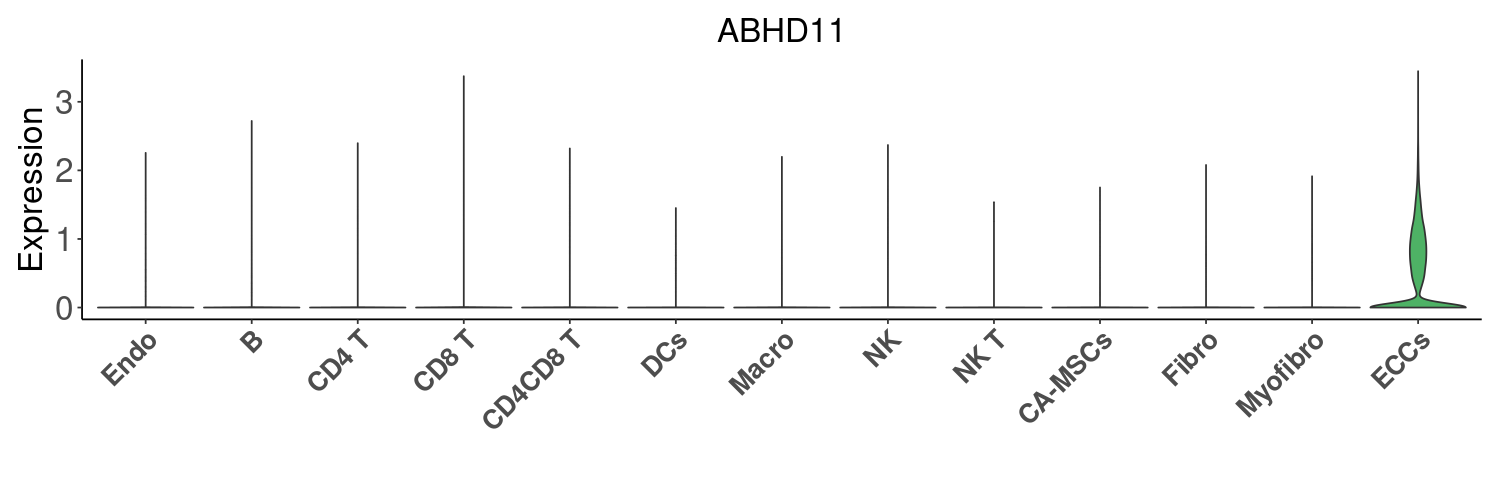 ABHD11
Expression
3
2
1
0
Endo
B
CD4 T
CD8 T
CD4CD8 T
DCs
Macro
NK
NK T
CA-MSCs
Fibro
Myofibro
ECCs